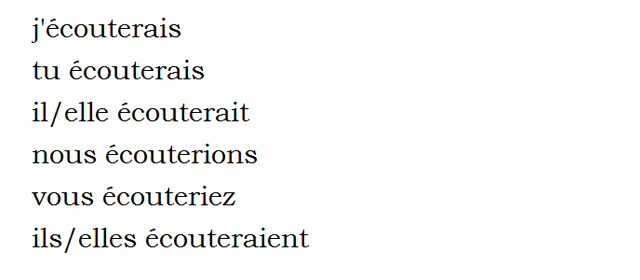 j'écouterais
tu écouterais
il/elle écouterait
nous écouterions
vous écouteriez
ils/elles écouteraient